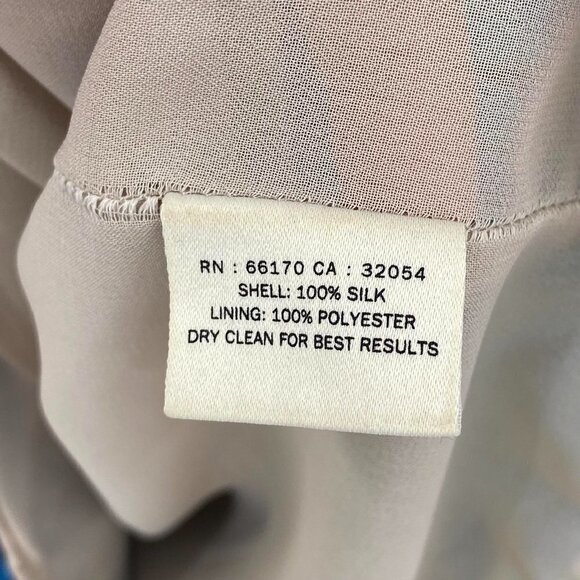 RN : 66170 CA : 32054
SHELL: 100% SILK
LINING: 100% POLYESTER
DRY CLEAN FOR BEST RESULTS